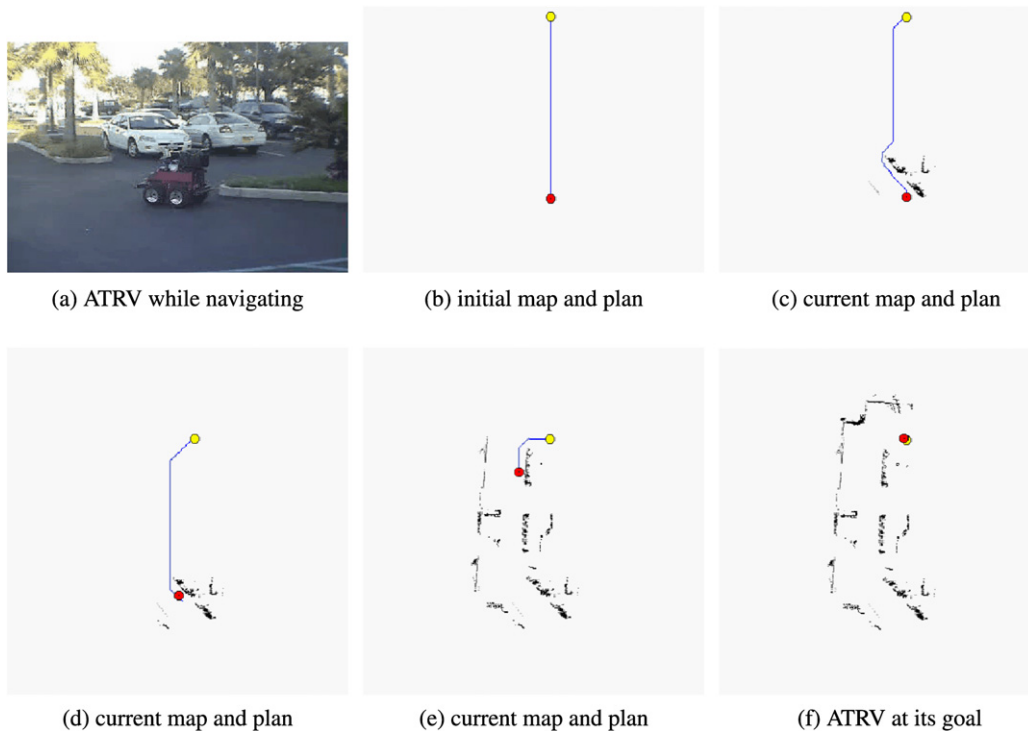 (a) ATRV while navigating
(b) initial map and plan
(c) current map and plan
(d) current map and plan
(e) current map and plan
(f) ATRV at its goal